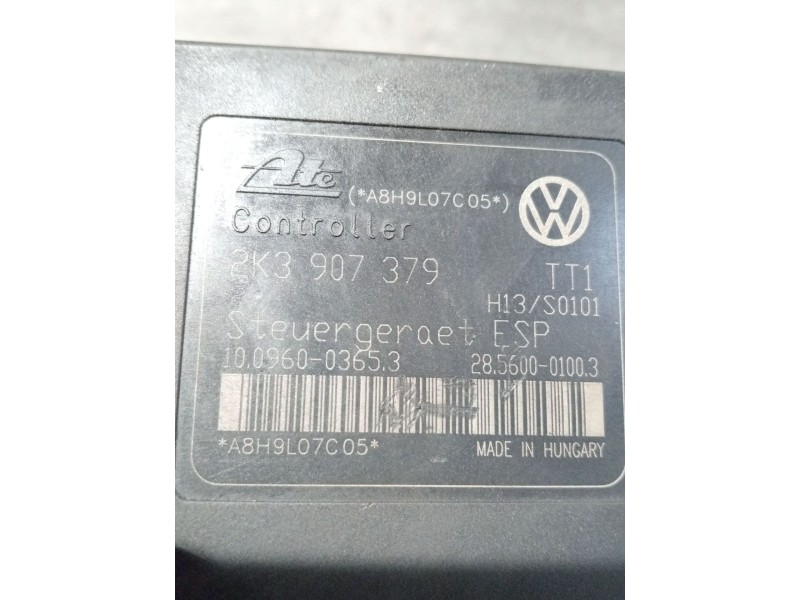 Ate (*A8H9L07C05*)
Controller
2K3 907 379 TT1
H13/S0101
Steuergeraet ESP
10.0960-0365.3 28.5600-0100.3
*A8H9L07C05* MADE IN HUNGARY